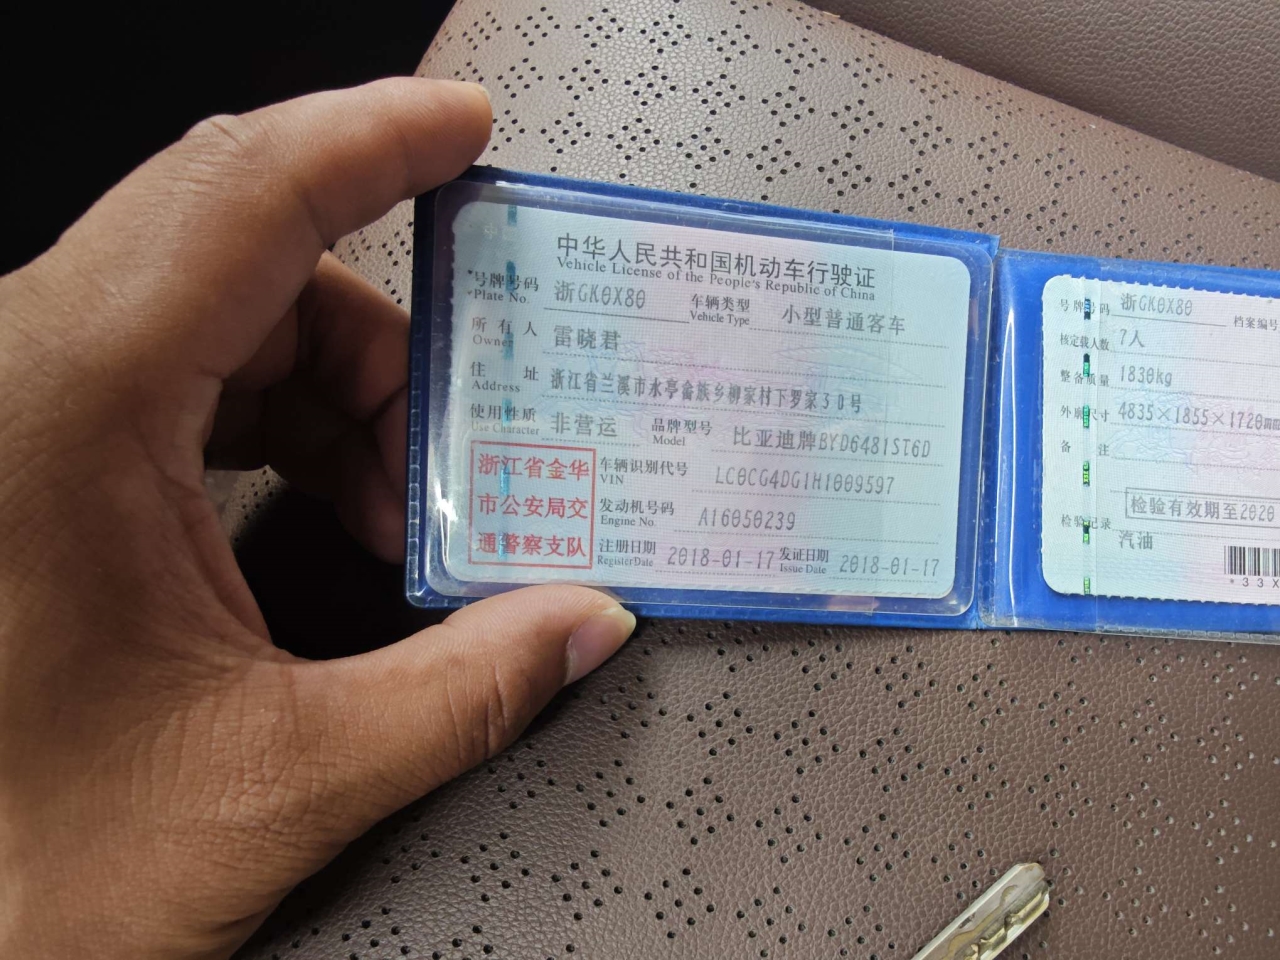 中华人民共和国机动车行驶证
Vehicle License of the People's Republic of China
号牌号码 浙GK0X80 车辆类型 小型普通客车
Plate No. Vehicle Type
所有人 雷晓君
Owner
住址 浙江省兰溪市水亭畲族乡柳家村下罗家50号
Address
使用性质 非营运 品牌型号 比亚迪牌BYD6481ST6D
Use Character Model
浙江省金华
市公安局交
通警察支队
车辆识别代号 LC0CG4DG1H1009597
VIN
发动机号码 A16050239
Engine No.
注册日期 2018-01-17 发证日期 2018-01-17
Register Date Issue Date
号牌号码 浙GK0X80 档案编号
核定载人数 7人
整备质量 1830kg
外廓尺寸 4835×1855×1720
备注
检验有效期至2020
检验记录
汽油
*33X